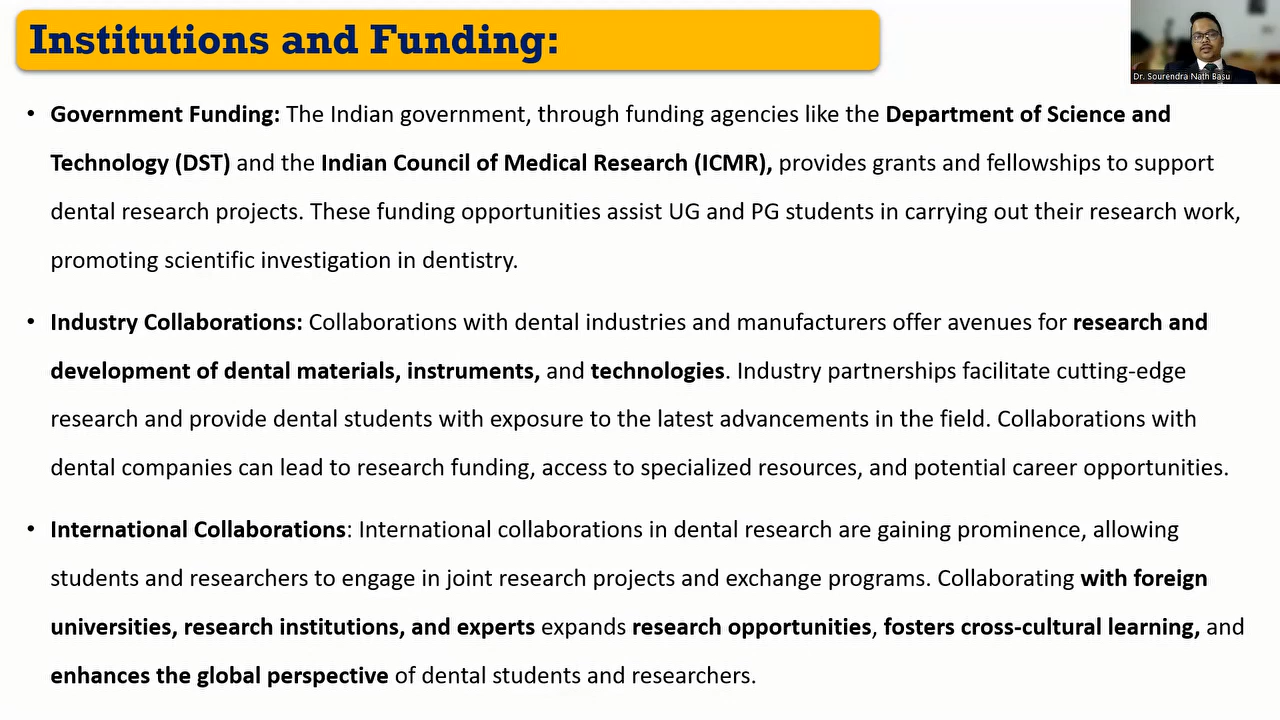 Institutions and Funding:
Dr. Sourendra Nath Basu
• Government Funding: The Indian government, through funding agencies like the Department of Science and
Technology (DST) and the Indian Council of Medical Research (ICMR), provides grants and fellowships to support
dental research projects. These funding opportunities assist UG and PG students in carrying out their research work,
promoting scientific investigation in dentistry.
• Industry Collaborations: Collaborations with dental industries and manufacturers offer avenues for research and
development of dental materials, instruments, and technologies. Industry partnerships facilitate cutting-edge
research and provide dental students with exposure to the latest advancements in the field. Collaborations with
dental companies can lead to research funding, access to specialized resources, and potential career opportunities.
• International Collaborations: International collaborations in dental research are gaining prominence, allowing
students and researchers to engage in joint research projects and exchange programs. Collaborating with foreign
universities, research institutions, and experts expands research opportunities, fosters cross-cultural learning, and
enhances the global perspective of dental students and researchers.